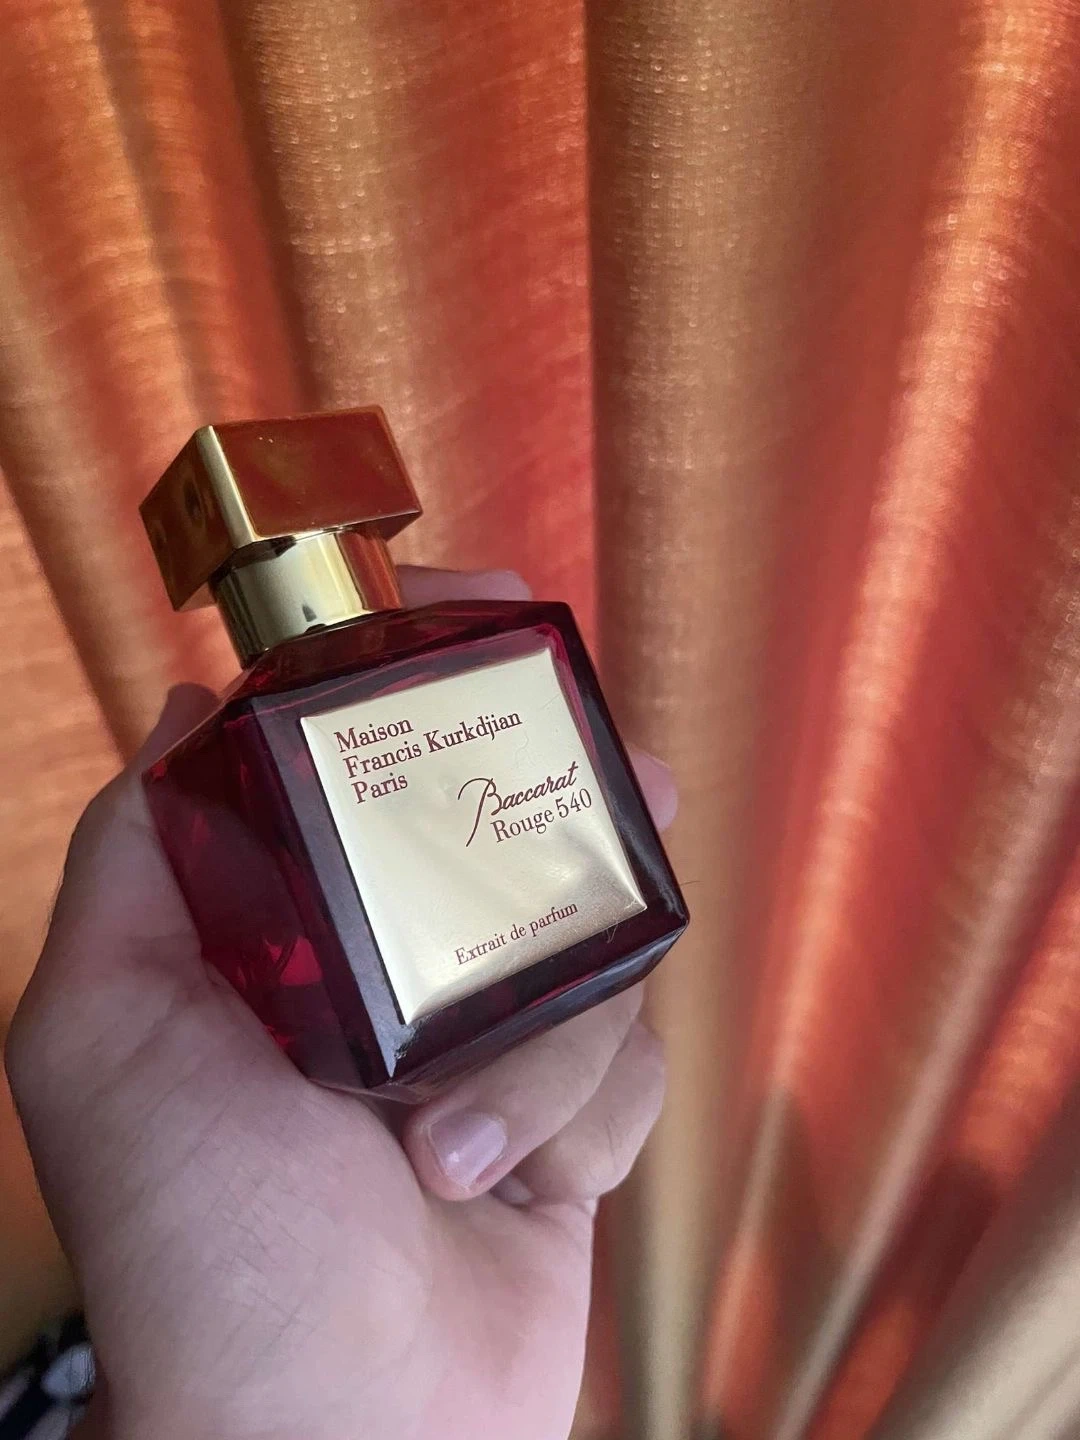 Maison
Francis Kurkdjian
Paris
Baccarat
Rouge 540
Extrait de parfum